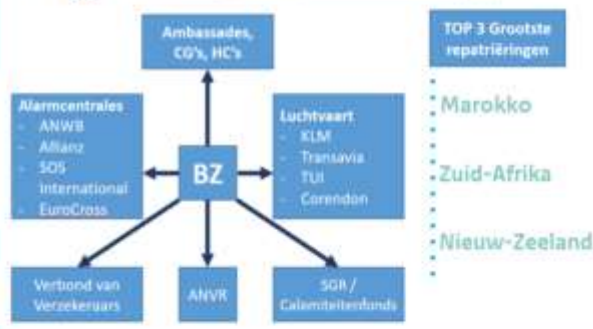 Ambassades,
CG's, HC's
TOP 3 Grootste
repatriëringen
Alarmcentrales
- ANWB
- Allianz
- SOS
International
- EuroCross
BZ
Luchtvaart
- KLM
- Transavia
- TUI
- Corendon
Marokko
Zuid-Afrika
Nieuw-Zeeland
Verbond van
Verzekeraars
ANVR
SGR /
Calamiteitenfonds